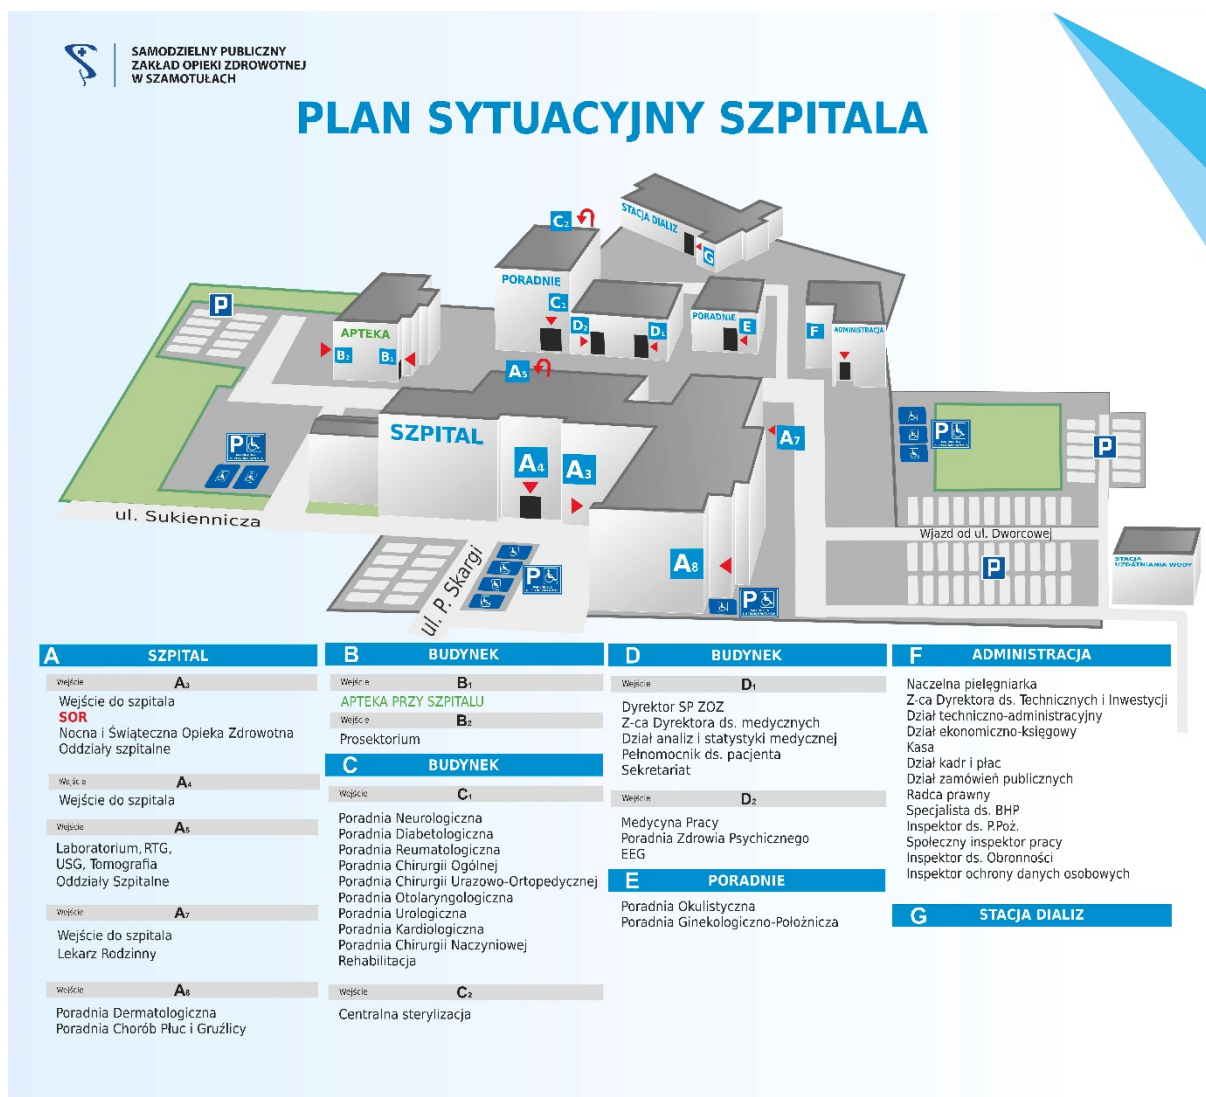 SAMODZIELNY PUBLICZNY
ZAKŁAD OPIEKI ZDROWOTNEJ
W SZAMOTUŁACH
PLAN SYTUACYJNY SZPITALA
STACJA DIALIZ
G
C2
PORADNIE
C1
P
APTEKA
B2
B1
D2
D1
PORADNIE
E
F
ADMINISTRACJA
A5
SZPITAL
A4
A3
A7
P
P
P
ul. Sukiennicza
Wjazd od ul. Dworcowej
STACJA
UZDATNIANIA WODY
A8
P
ul. P. Skargi
P
P
A SZPITAL
Wejście A3
Wejście do szpitala
SOR
Nocna i Świąteczna Opieka Zdrowotna
Oddziały szpitalne
Wejście A4
Wejście do szpitala
Wejście A5
Laboratorium, RTG,
USG, Tomografia
Oddziały Szpitalne
Wejście A7
Wejście do szpitala
Lekarz Rodzinny
Wejście A8
Poradnia Dermatologiczna
Poradnia Chorób Płuc i Gruźlicy
B BUDYNEK
Wejście B1
APTEKA PRZY SZPITALU
Wejście B2
Prosektorium
C BUDYNEK
Wejście C1
Poradnia Neurologiczna
Poradnia Diabetologiczna
Poradnia Reumatologiczna
Poradnia Chirurgii Ogólnej
Poradnia Chirurgii Urazowo-Ortopedycznej
Poradnia Otolaryngologiczna
Poradnia Urologiczna
Poradnia Kardiologiczna
Poradnia Chirurgii Naczyniowej
Rehabilitacja
Wejście C2
Centralna sterylizacja
D BUDYNEK
Wejście D1
Dyrektor SP ZOZ
Z-ca Dyrektora ds. medycznych
Dział analiz i statystyki medycznej
Pełnomocnik ds. pacjenta
Sekretariat
Wejście D2
Medycyna Pracy
Poradnia Zdrowia Psychicznego
EEG
E PORADNIE
Poradnia Okulistyczna
Poradnia Ginekologiczno-Położnicza
F ADMINISTRACJA
Naczelna pielęgniarka
Z-ca Dyrektora ds. Technicznych i Inwestycji
Dział techniczno-administracyjny
Dział ekonomiczno-księgowy
Kasa
Dział kadr i płac
Dział zamówień publicznych
Radca prawny
Specjalista ds. BHP
Inspektor ds. P.Poż.
Społeczny inspektor pracy
Inspektor ds. Obronności
Inspektor ochrony danych osobowych
G STACJA DIALIZ